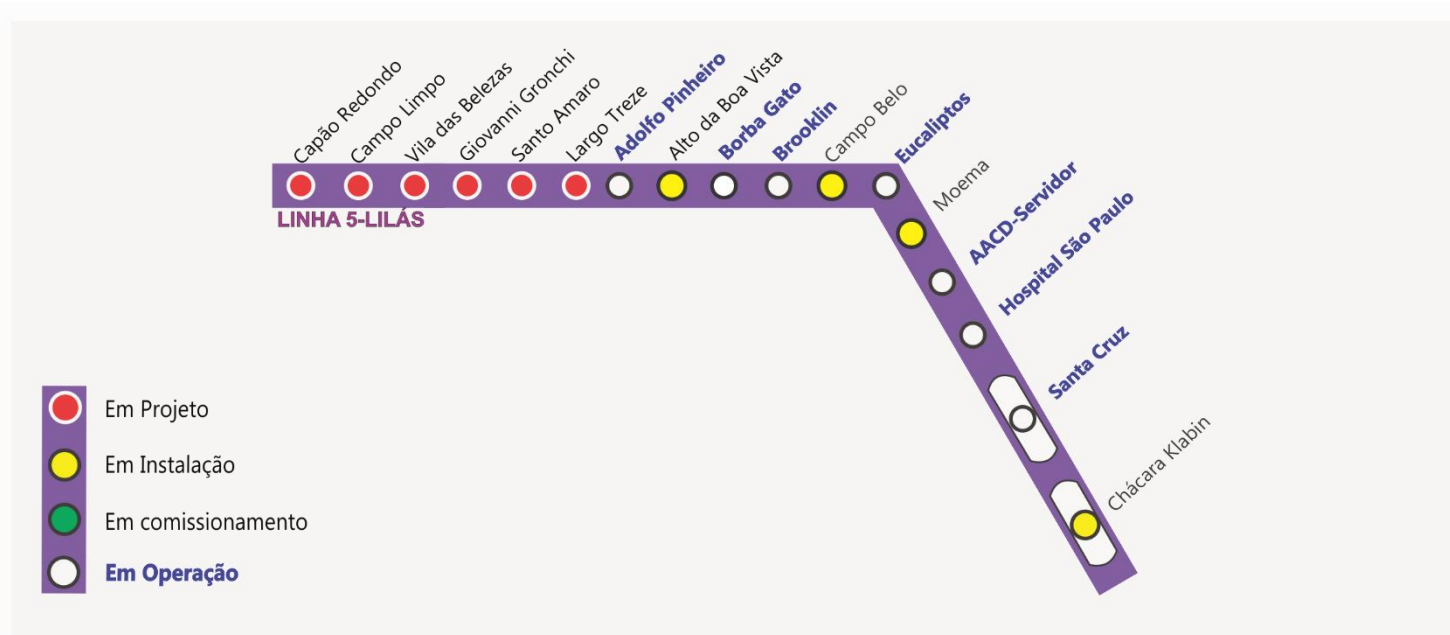 Capão Redondo
Campo Limpo
Vila das Belezas
Giovanni Gronchi
Santo Amaro
Largo Treze
Adolfo Pinheiro
Alto da Boa Vista
Borba Gato
Brooklin
Campo Belo
Eucaliptos
Moema
AACD-Servidor
Hospital São Paulo
Santa Cruz
Chácara Klabin
LINHA 5-LILÁS
Em Projeto
Em Instalação
Em comissionamento
Em Operação